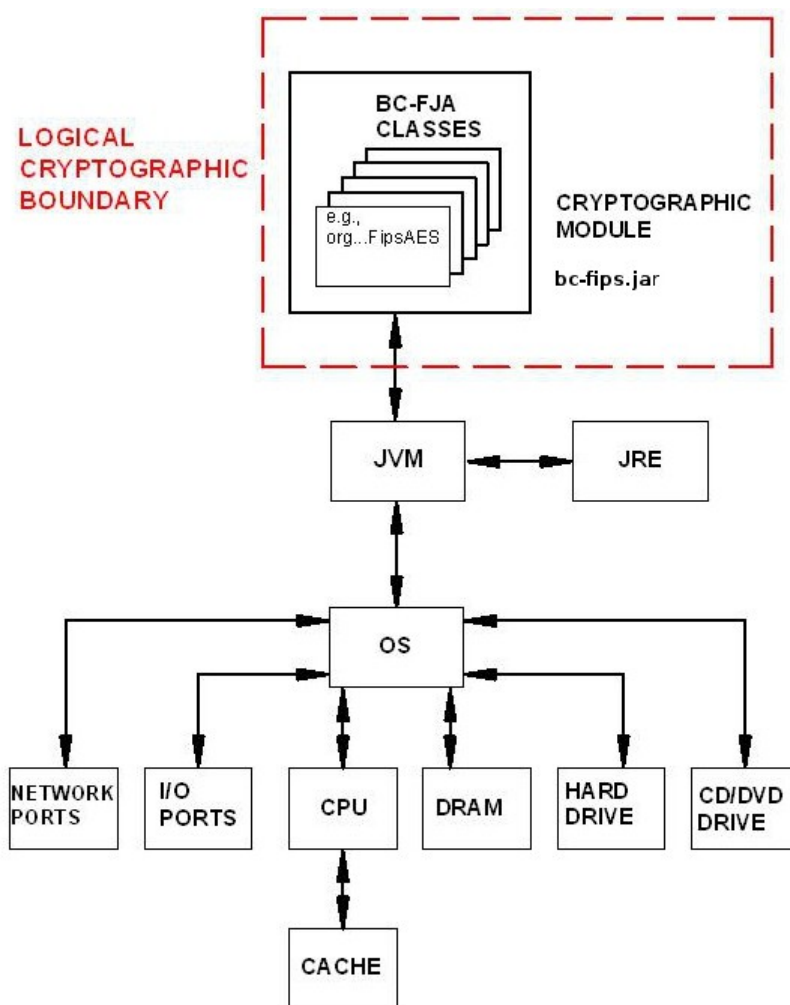 BC-FJA
CLASSES
LOGICAL
CRYPTOGRAPHIC
BOUNDARY
e.g.,
org...FipsAES
CRYPTOGRAPHIC
MODULE
bc-fips.jar
JVM
JRE
OS
NETWORK
PORTS
I/O
PORTS
CPU
DRAM
HARD
DRIVE
CD/DVD
DRIVE
CACHE